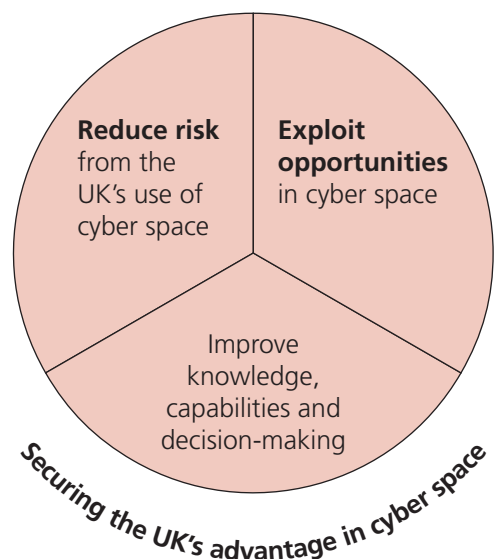 Reduce risk
from the
UK's use of
cyber space
Exploit
opportunities
in cyber space
Improve
knowledge,
capabilities and
decision-making
Securing the UK's advantage in cyber space